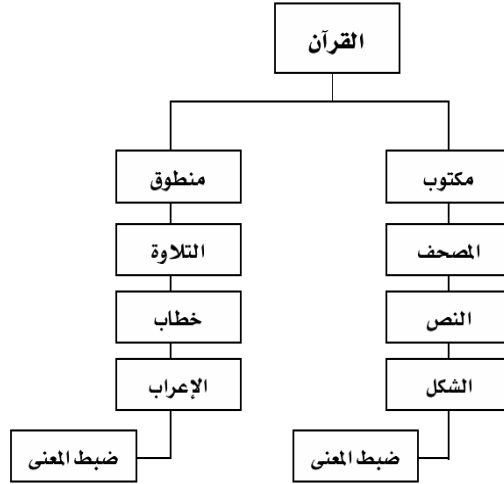 القرآن
مكتوب
منطوق
المصحف
التلاوة
النص
خطاب
الشكل
الإعراب
ضبط المعنى
ضبط المعنى